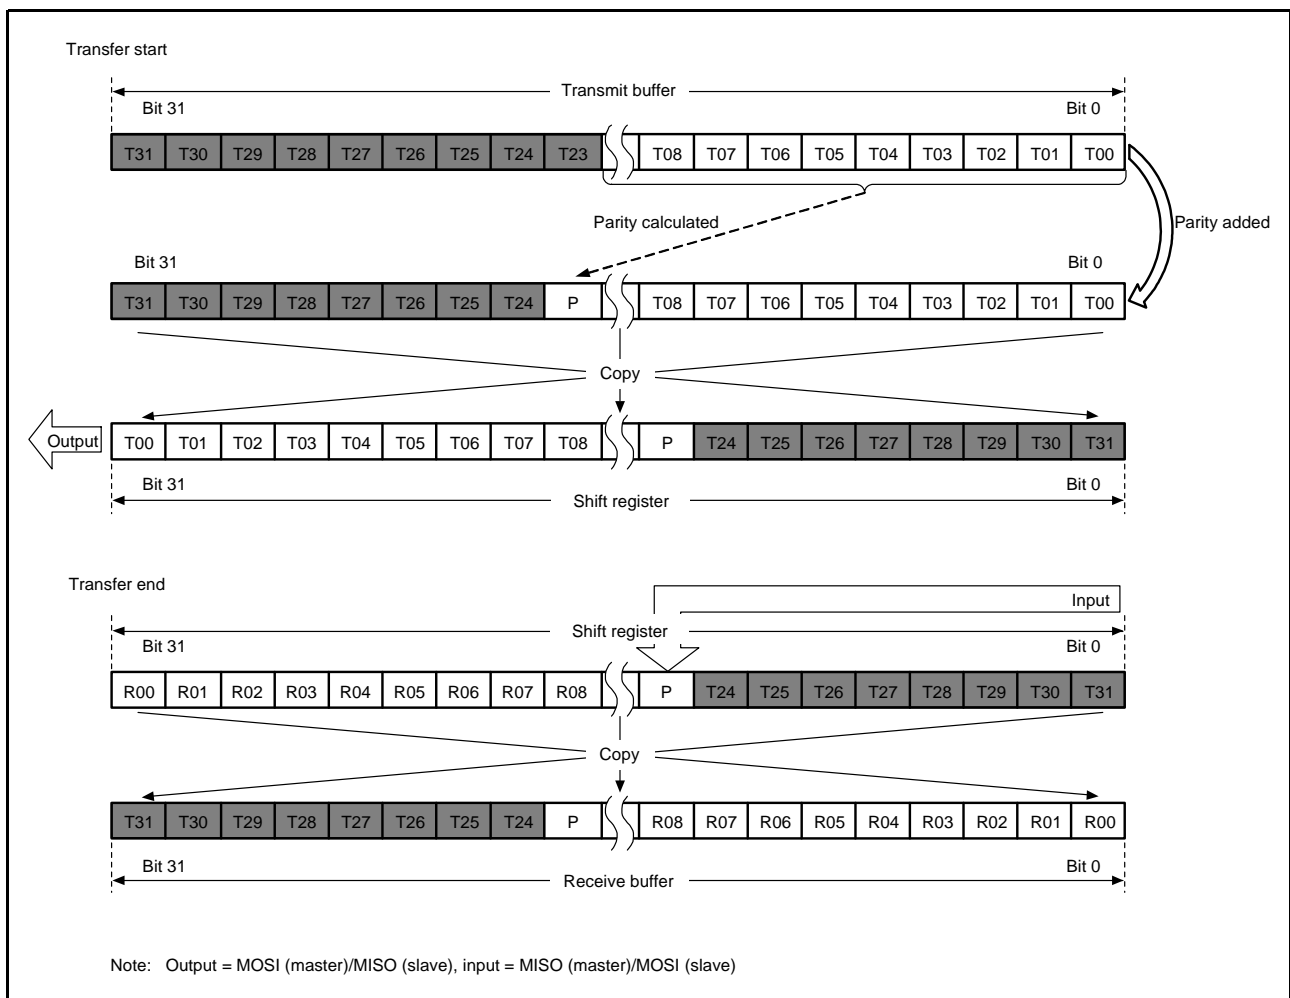 Transfer start
Transmit buffer
Bit 31 Bit 0
T31 T30 T29 T28 T27 T26 T25 T24 T23 T08 T07 T06 T05 T04 T03 T02 T01 T00
Parity calculated Parity added
Bit 31 Bit 0
T31 T30 T29 T28 T27 T26 T25 T24 P T08 T07 T06 T05 T04 T03 T02 T01 T00
Copy
Output T00 T01 T02 T03 T04 T05 T06 T07 T08 P T24 T25 T26 T27 T28 T29 T30 T31
Bit 31 Bit 0
Shift register
Transfer end
Input
Shift register
Bit 31 Bit 0
R00 R01 R02 R03 R04 R05 R06 R07 R08 P T24 T25 T26 T27 T28 T29 T30 T31
Copy
T31 T30 T29 T28 T27 T26 T25 T24 P R08 R07 R06 R05 R04 R03 R02 R01 R00
Bit 31 Bit 0
Receive buffer
Note: Output = MOSI (master)/MISO (slave), input = MISO (master)/MOSI (slave)